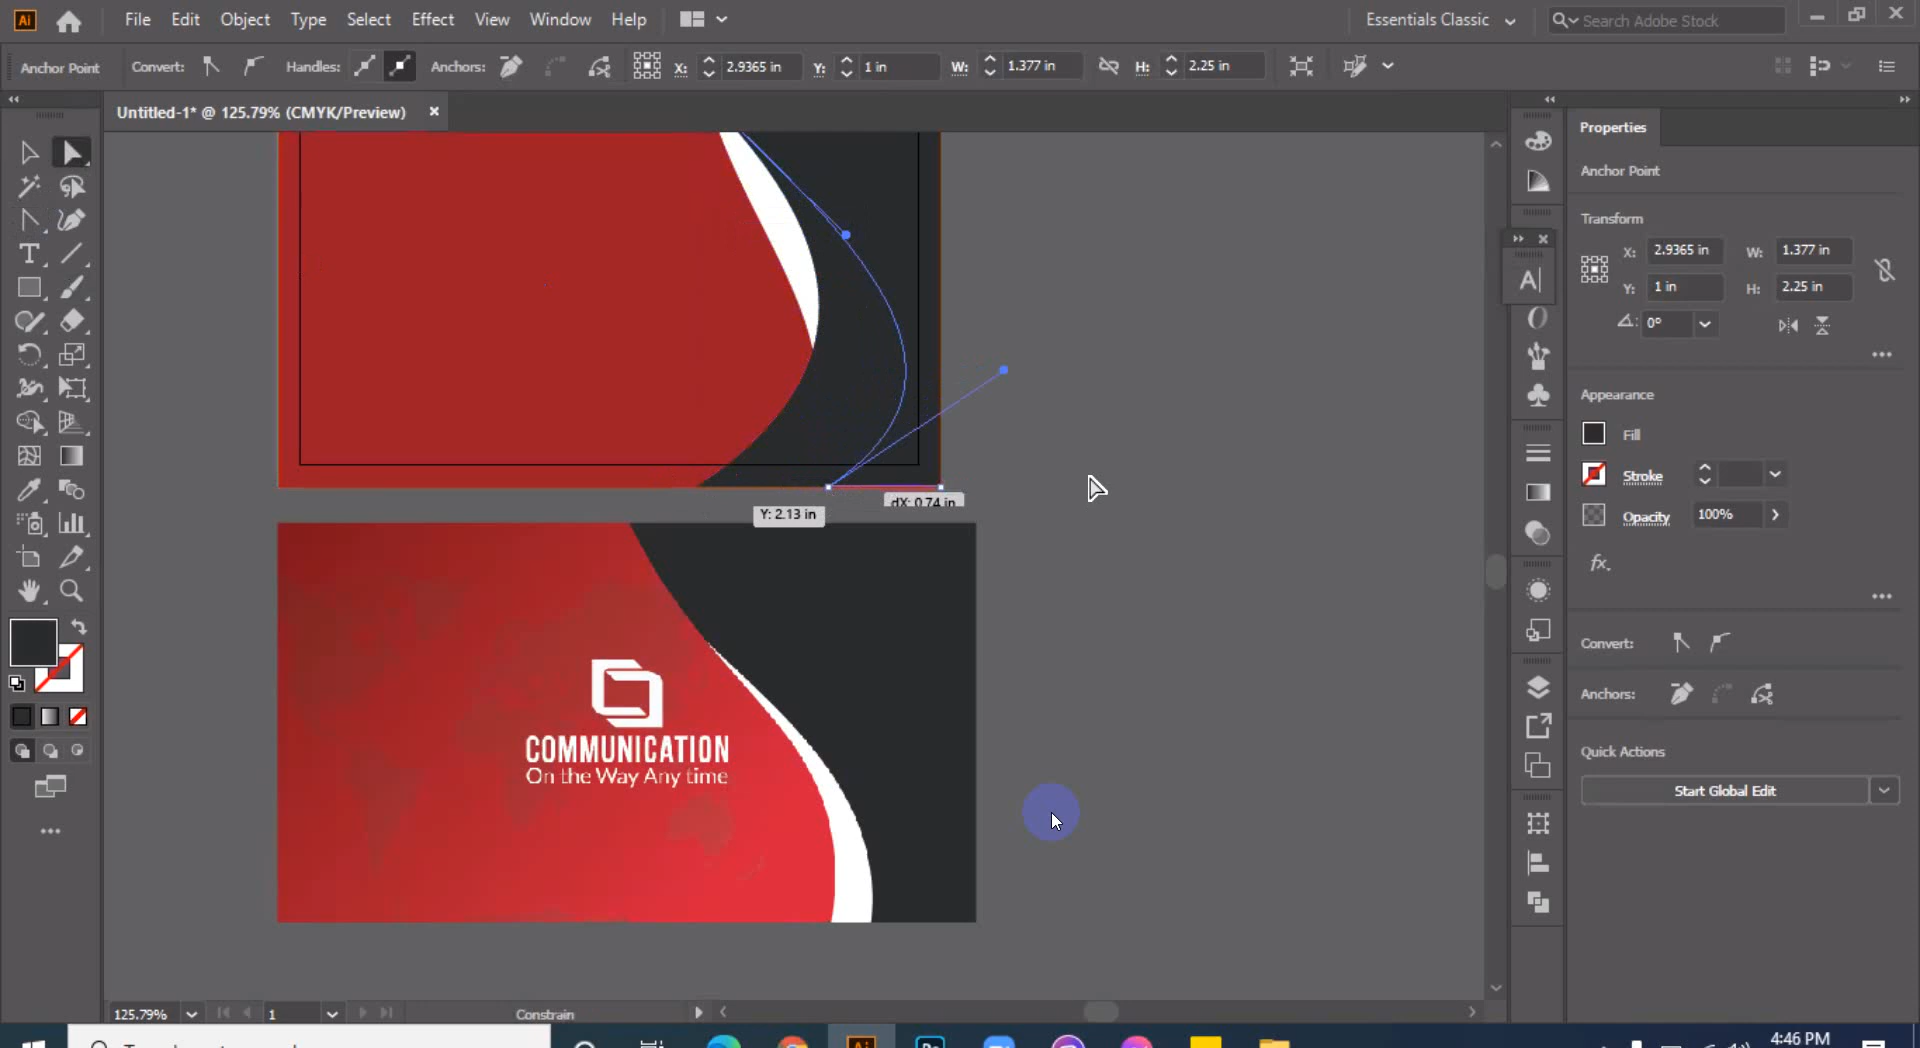 Ai File Edit Object Type Select Effect View Window Help Essentials Classic Search Adobe Stock
Anchor Point Convert: Handles: Anchors: X: 2.9365 in Y: 1 in W: 1.377 in H: 2.25 in
Untitled-1* @ 125.79% (CMYK/Preview)
Properties
Anchor Point
Transform
X: 2.9365 in W: 1.377 in
Y: 1 in H: 2.25 in
0°
Appearance
Fill
Stroke
Opacity 100%
fx.
Convert:
Anchors:
Quick Actions
Start Global Edit
dX: 0.74 in
Y: 2.13 in
COMMUNICATION
On the Way Any time
125.79% 1 Constrain
4:46 PM